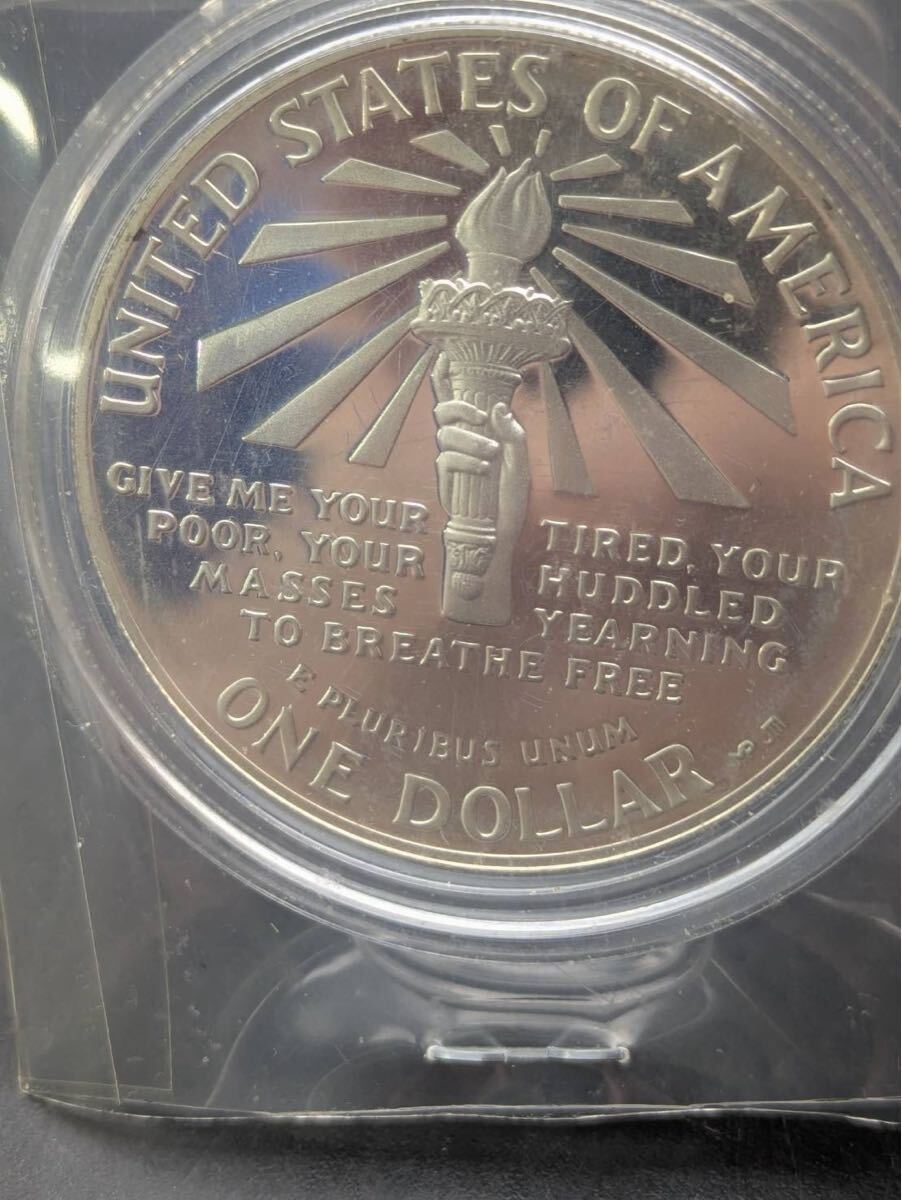 UNITED STATES OF AMERICA
GIVE ME YOUR TIRED, YOUR
POOR, YOUR HUDDLED
MASSES YEARNING
TO BREATHE FREE
E PLURIBUS UNUM
ONE DOLLAR